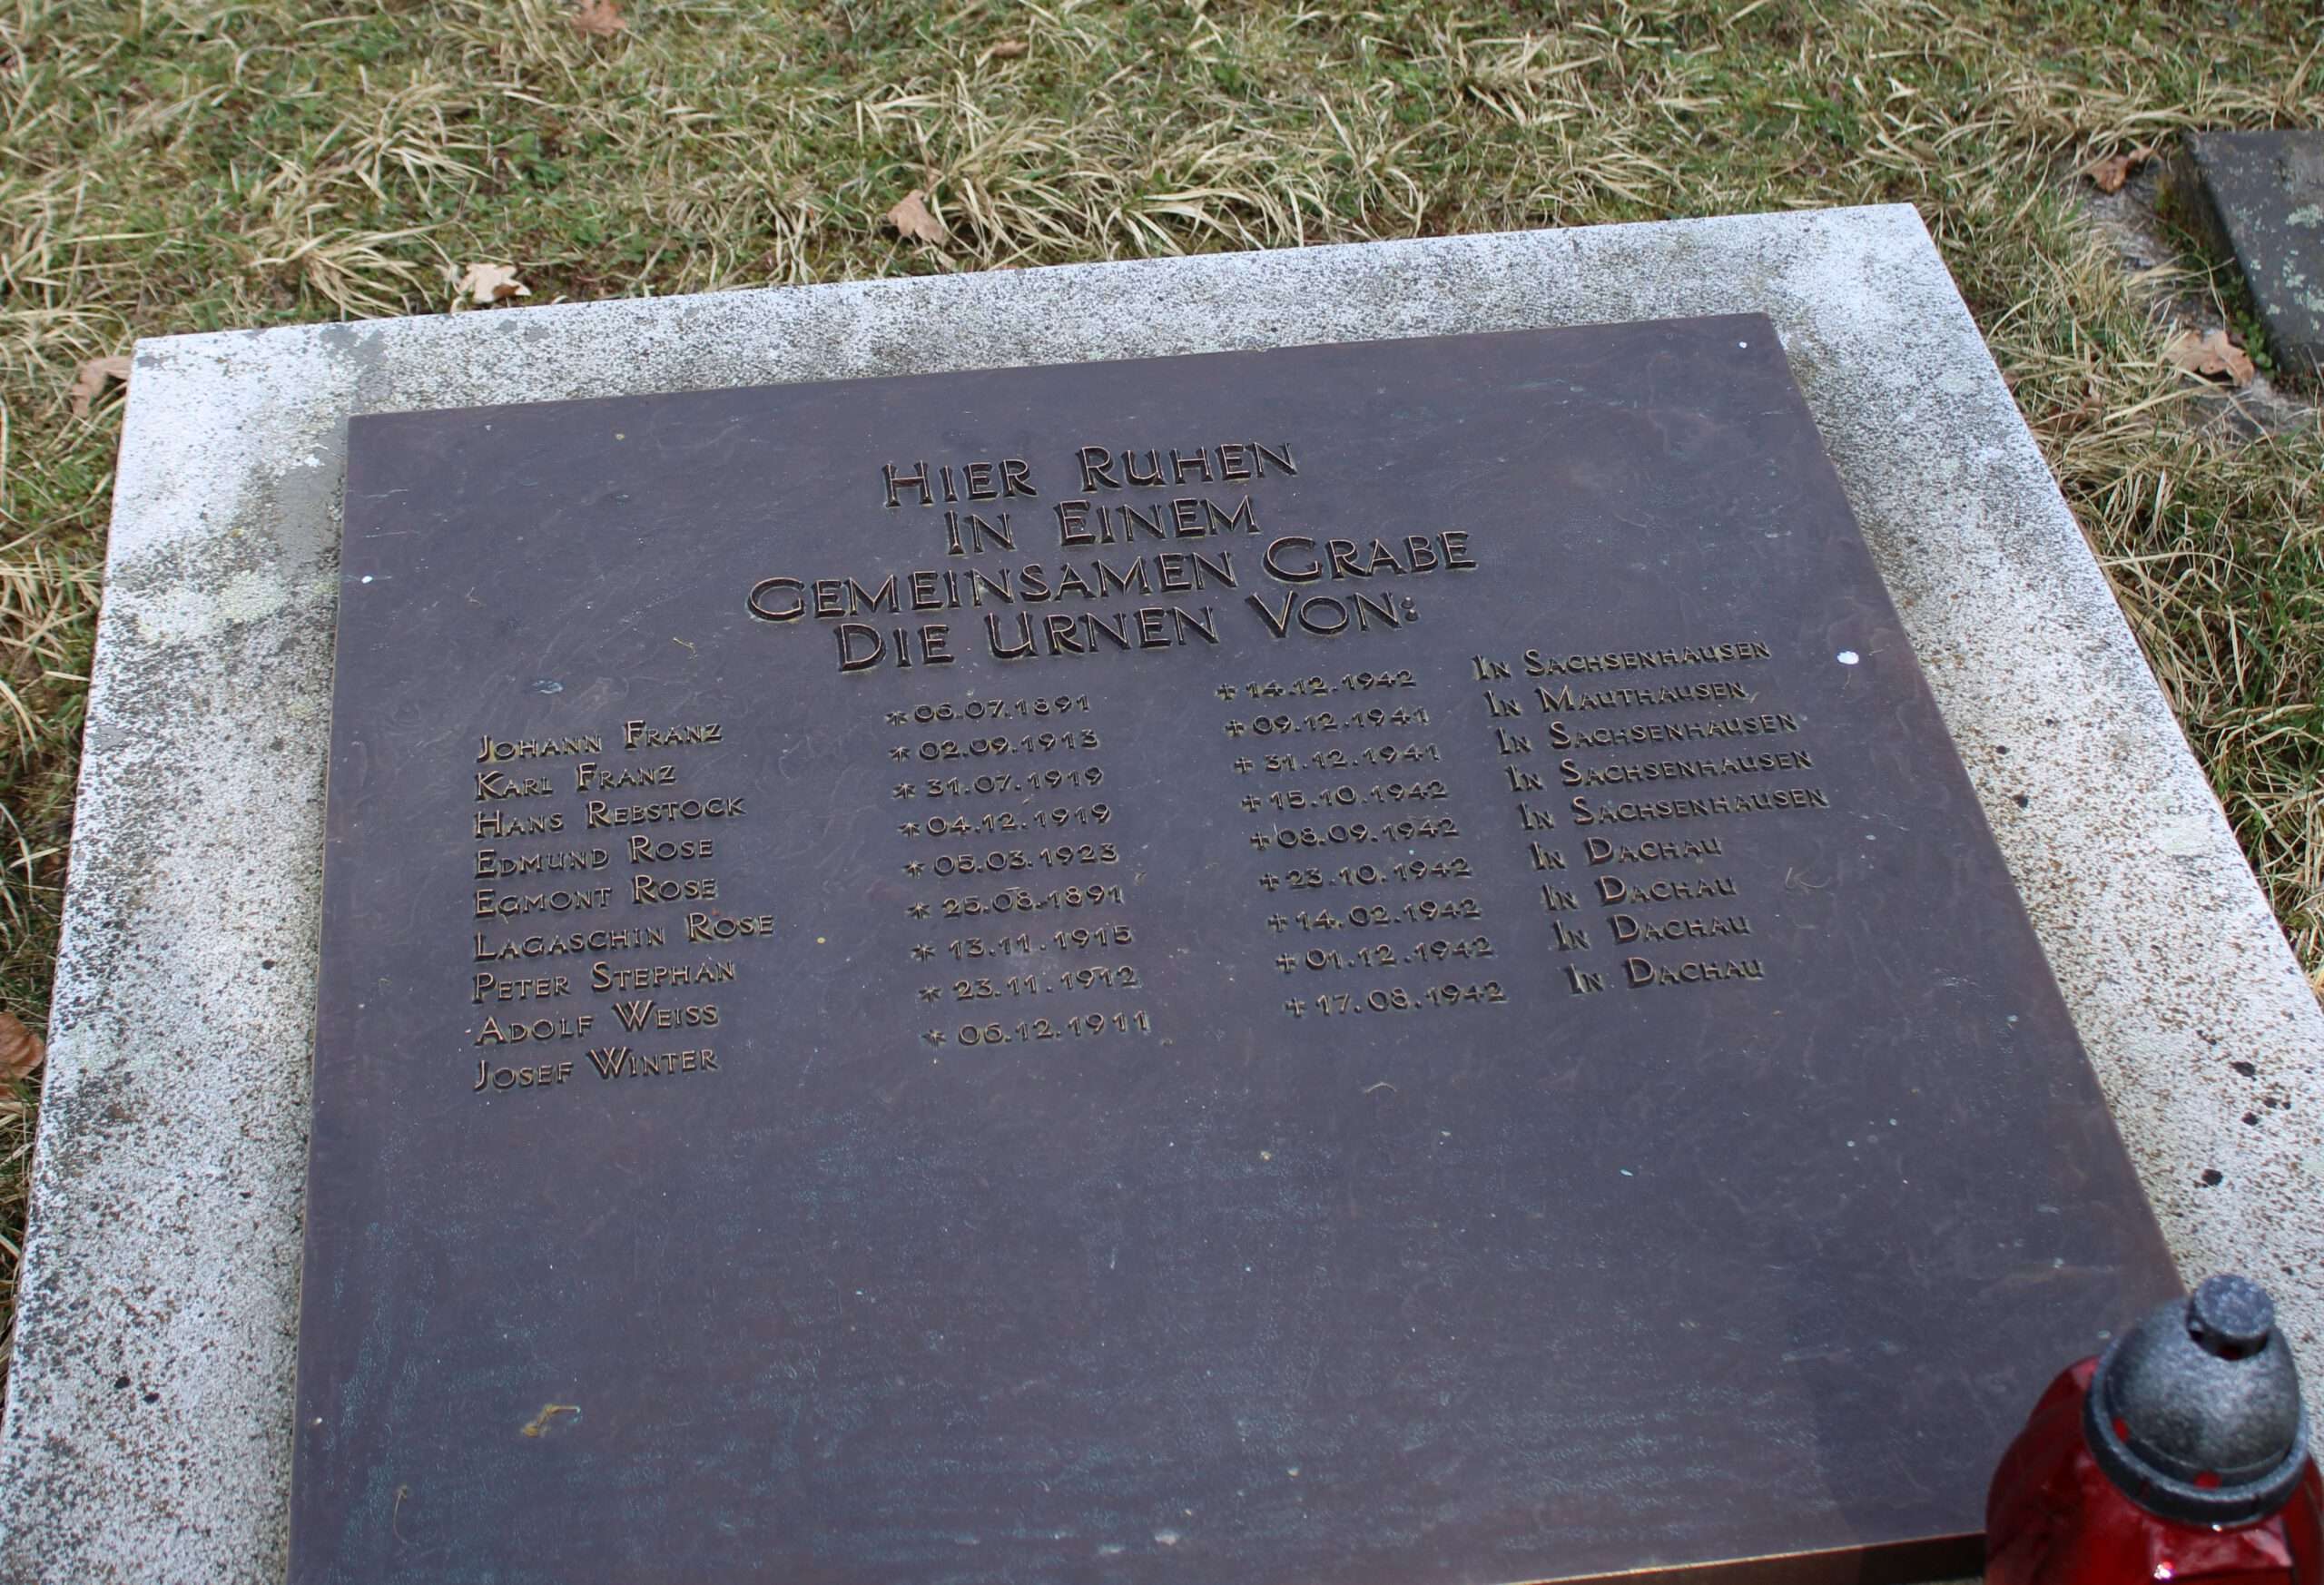 HIER RUHEN
IN EINEM
GEMEINSAMEN GRABE
DIE URNEN VON:
JOHANN FRANZ * 06.07.1891 + 14.12.1942 IN SACHSENHAUSEN
KARL FRANZ * 02.09.1913 + 09.12.1941 IN MAUTHAUSEN
HANS REBSTOCK * 31.07.1919 + 31.12.1941 IN SACHSENHAUSEN
EDMUND ROSE * 04.12.1919 + 15.10.1942 IN SACHSENHAUSEN
EGMONT ROSE * 05.03.1923 + 08.09.1942 IN SACHSENHAUSEN
LAGASCHIN ROSE * 25.08.1891 + 23.10.1942 IN DACHAU
PETER STEPHAN * 13.11.1915 + 14.02.1942 IN DACHAU
ADOLF WEISS * 23.11.1912 + 01.12.1942 IN DACHAU
JOSEF WINTER * 06.12.1911 + 17.08.1942 IN DACHAU